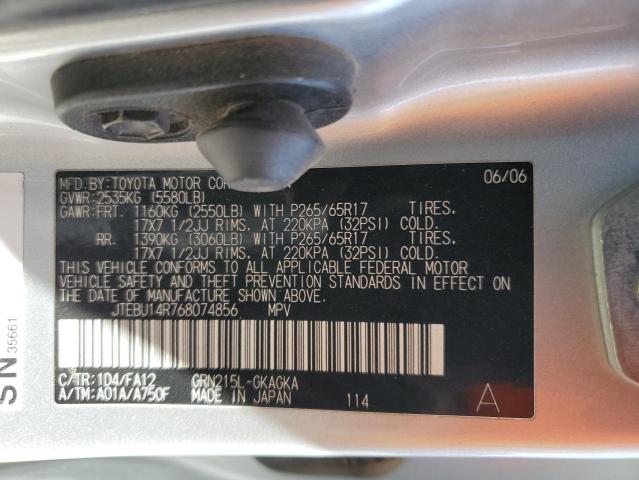 MFD.BY:TOYOTA MOTOR COR 06/06
GVWR:2535KG (5580LB)
GAWR:FRT. 1160KG (2550LB) WITH P265/65R17 TIRES,
17X7 1/2JJ RIMS, AT 220KPA (32PSI) COLD.
RR. 1390KG (3060LB) WITH P265/65R17 TIRES,
17X7 1/2JJ RIMS, AT 220KPA (32PSI) COLD.
THIS VEHICLE CONFORMS TO ALL APPLICABLE FEDERAL MOTOR
VEHICLE SAFETY AND THEFT PREVENTION STANDARDS IN EFFECT ON
THE DATE OF MANUFACTURE SHOWN ABOVE.
JTEBU14R768074856 MPV
C/TR:1D4/FA12 GRN215L-GKAGKA
A/TM:A01A/A750F MADE IN JAPAN 114 A
SN 35661